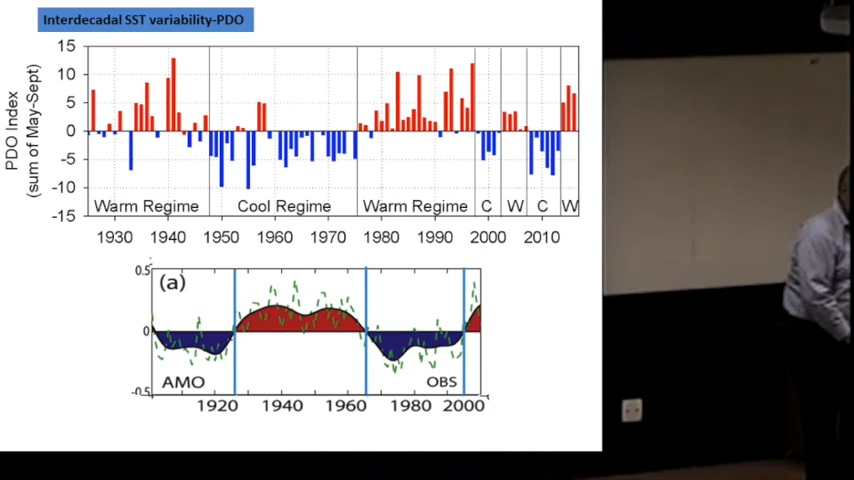 Interdecadal SST variability-PDO
PDO Index
(sum of May-Sept)
15
10
5
0
-5
-10
-15
Warm Regime
Cool Regime
Warm Regime
C
W
C
W
1930
1940
1950
1960
1970
1980
1990
2000
2010
(a)
0.5
0
-0.5
AMO
OBS
1920
1940
1960
1980
2000